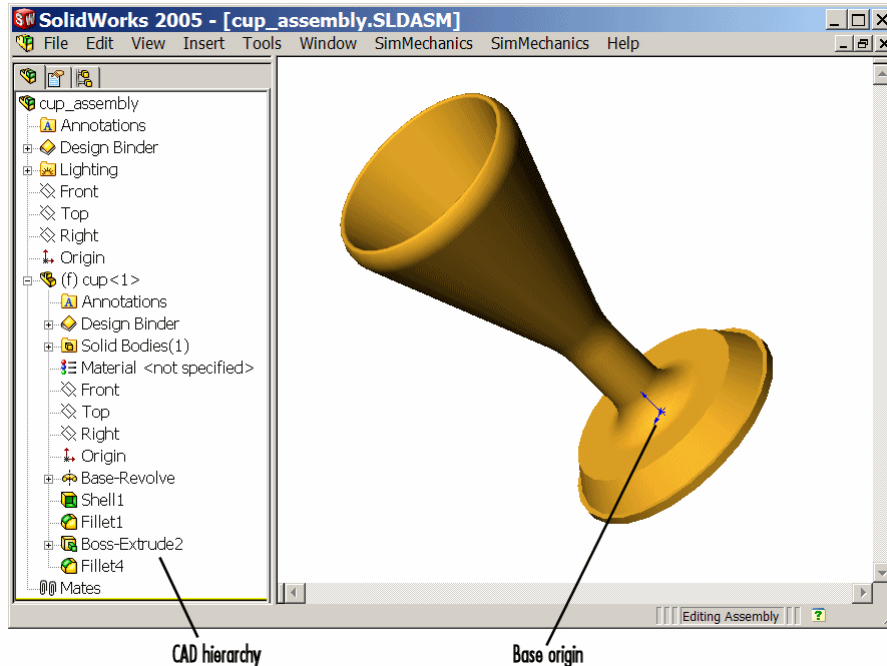 SolidWorks 2005 - [cup_assembly.SLDASM]
File Edit View Insert Tools Window SimMechanics SimMechanics Help
cup_assembly
A Annotations
Design Binder
Lighting
Front
Top
Right
Origin
(f) cup<1>
A Annotations
Design Binder
Solid Bodies(1)
Material <not specified>
Front
Top
Right
Origin
Base-Revolve
Shell1
Fillet1
Boss-Extrude2
Fillet4
Mates
Editing Assembly ?
CAD hierarchy
Base origin